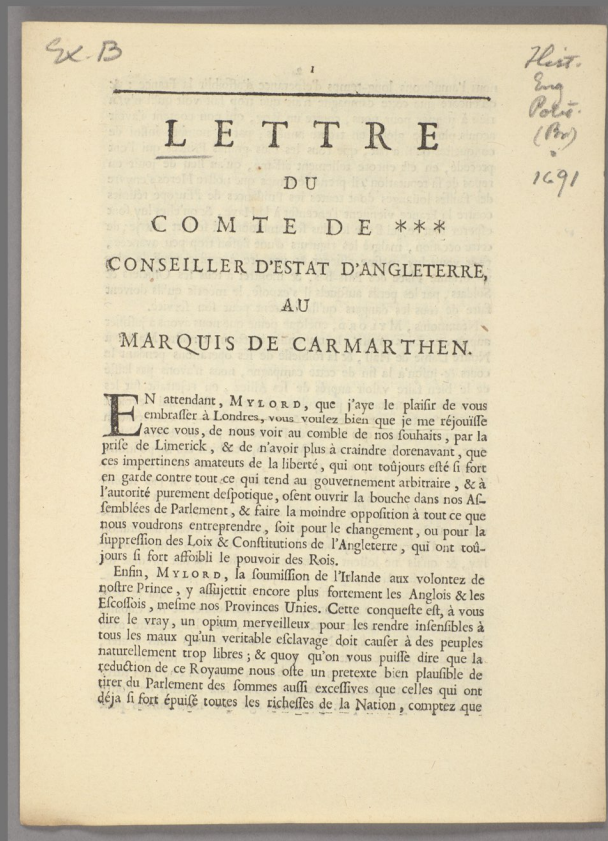 Ex. B
Hist.
Eng
Polit.
(Br)
1691
1
LETTRE
DU
COMTE DE ***
CONSEILLER D'ESTAT D'ANGLETERRE,
AU
MARQUIS DE CARMARTHEN.
EN attendant, MYLORD, que j'aye le plaisir de vous
embrasser à Londres, vous voulez bien que je me réjouïsse
avec vous, de nous voir au comble de nos souhaits, par la
prise de Limerick, & de n'avoir plus à craindre dorenavant, que
ces impertinens amateurs de la liberté, qui ont toûjours esté si fort
en garde contre tout ce qui tend au gouvernement arbitraire, & à
l'autorité purement despotique, osent ouvrir la bouche dans nos As-
semblées de Parlement, & faire la moindre opposition à tout ce que
nous voudrons entreprendre, soit pour le changement, ou pour la
suppression des Loix & Constitutions de l'Angleterre, qui ont toû-
jours si fort affoibli le pouvoir des Rois.
Enfin, MYLORD, la soumission de l'Irlande aux volontez de
nostre Prince, y assujettit encore plus fortement les Anglois & les
Escossois, mesme nos Provinces Unies. Cette conqueste est, à vous
dire le vray, un opium merveilleux pour les rendre insensibles à
tous les maux qu'un veritable esclavage doit causer à des peuples
naturellement trop libres; & quoy qu'on vous puisse dire que la
reduction de ce Royaume nous oste un pretexte bien plausible de
tirer du Parlement des sommes aussi excessives que celles qui ont
déja si fort épuisé toutes les richesses de la Nation, comptez que